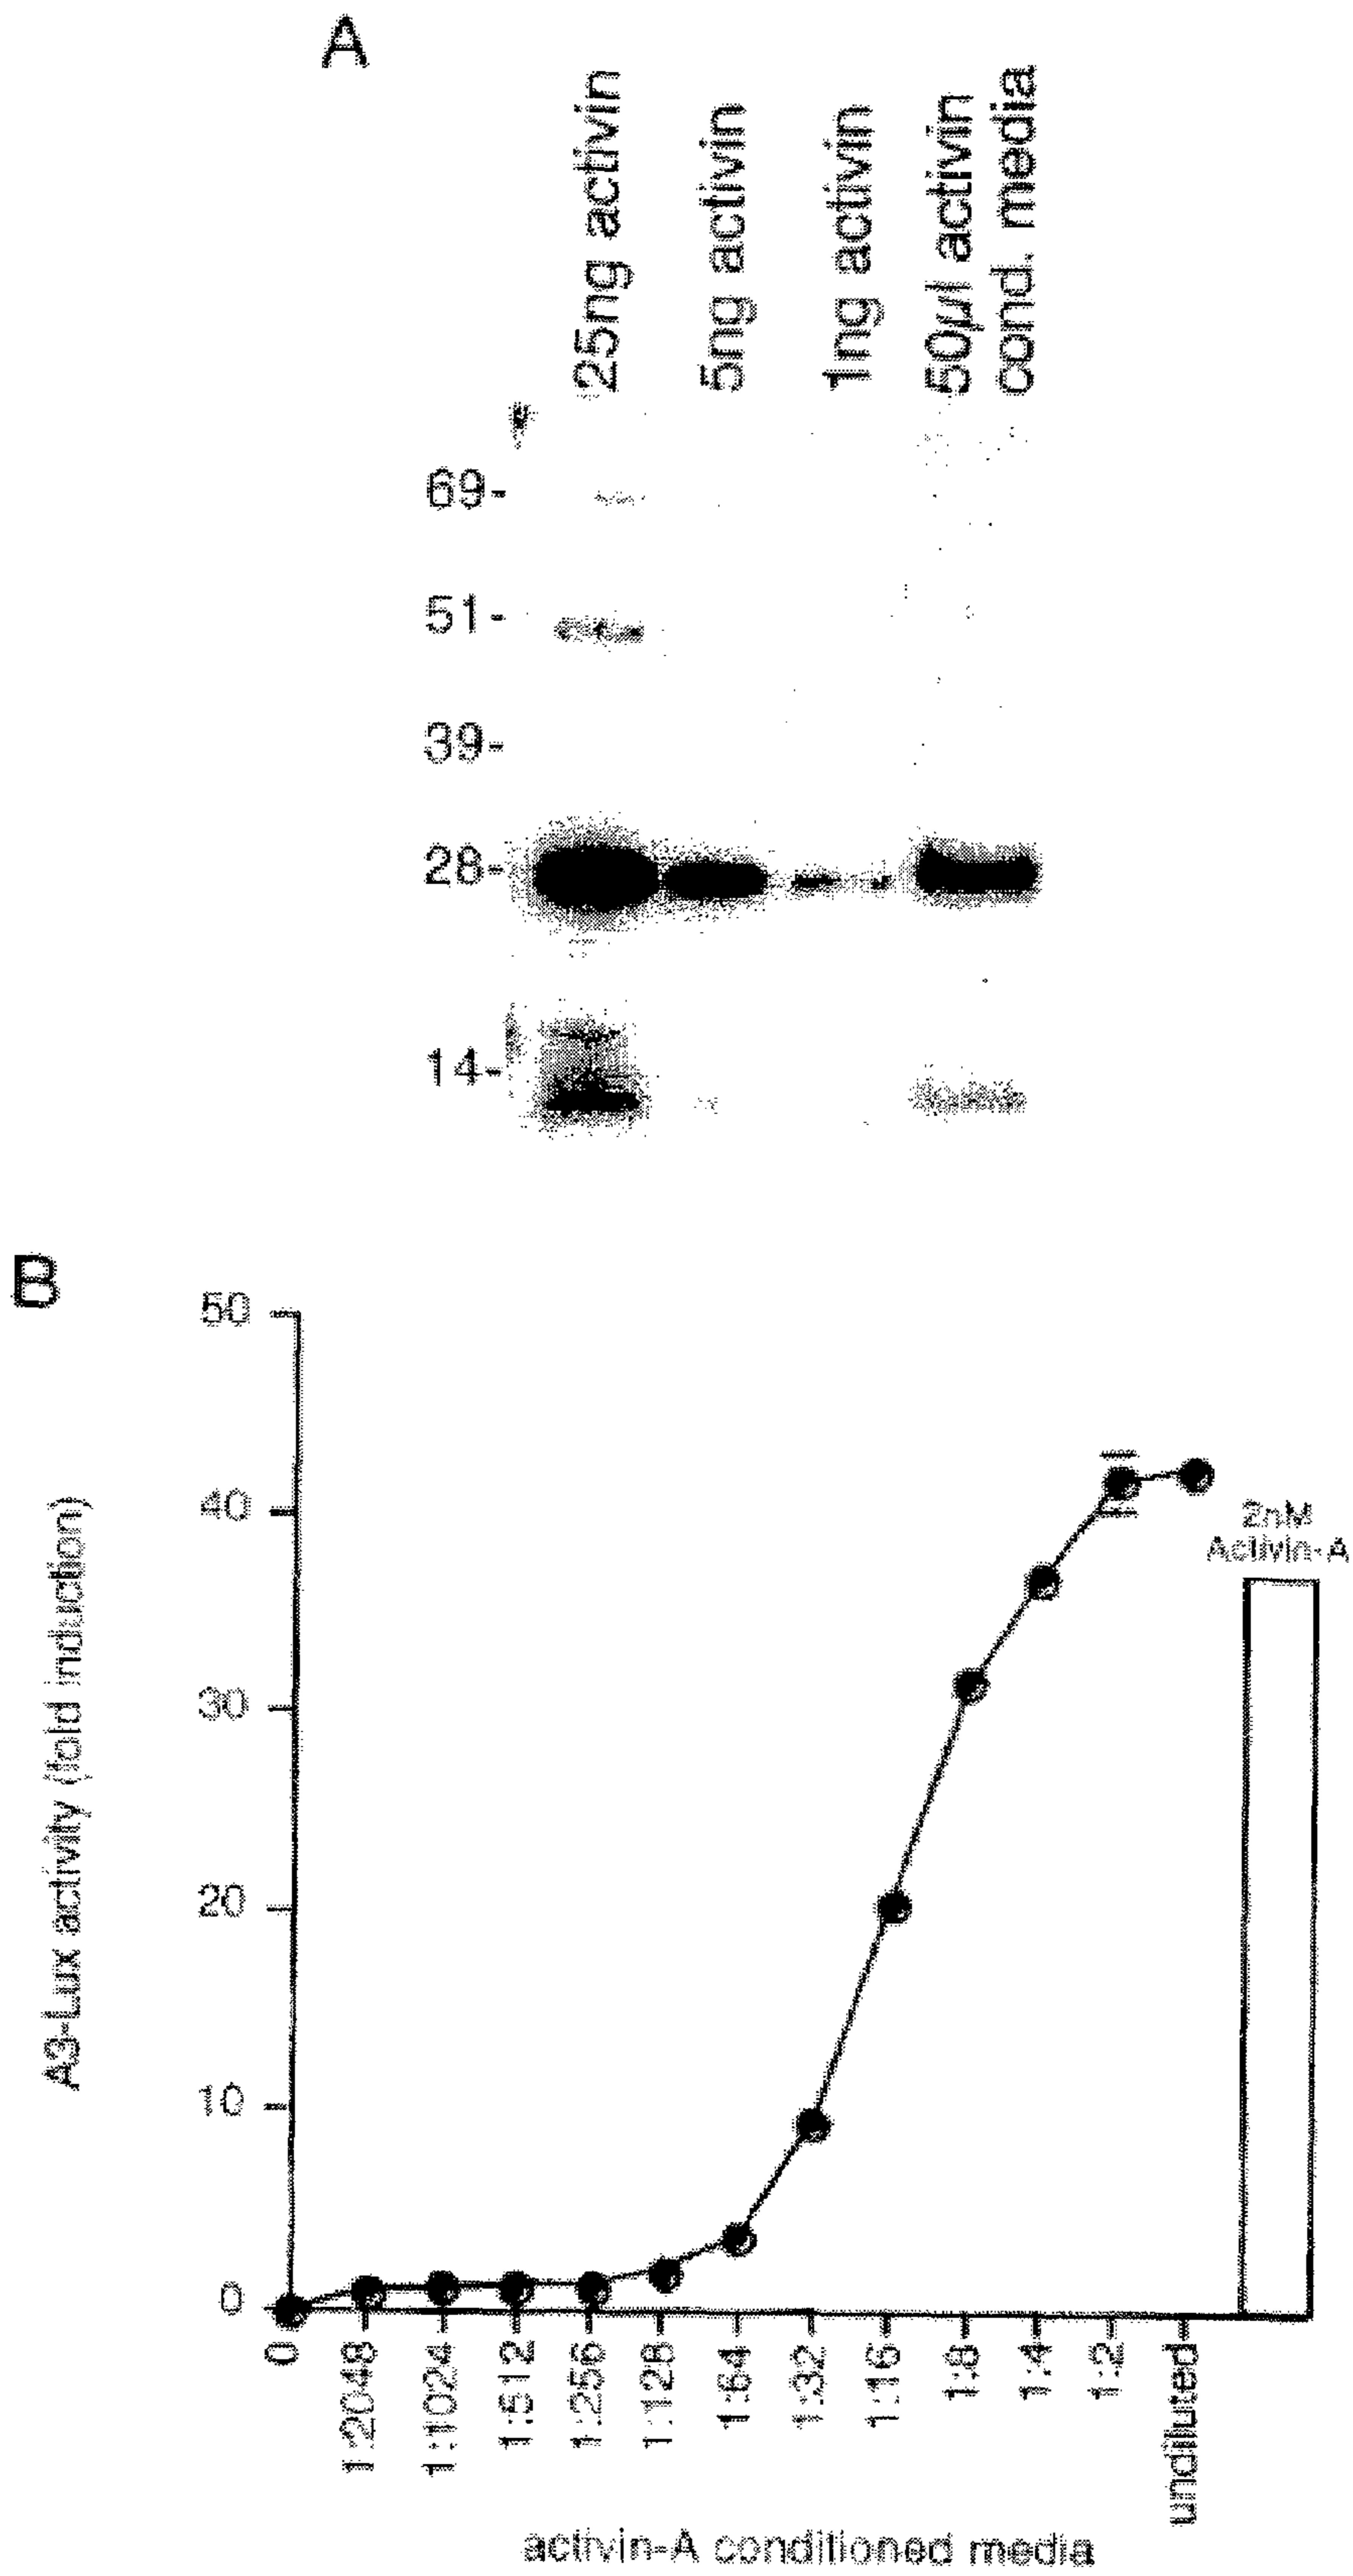 A
25ng activin
5ng activin
1ng activin
50µl activin
cond. media
69-
51-
39-
28-
14-
B
50
40
30
20
10
0
A3-Lux activity (fold induction)
2nM
Activin-A
0
1:2048
1:1024
1:512
1:256
1:128
1:64
1:32
1:16
1:8
1:4
1:2
undiluted
activin-A conditioned media